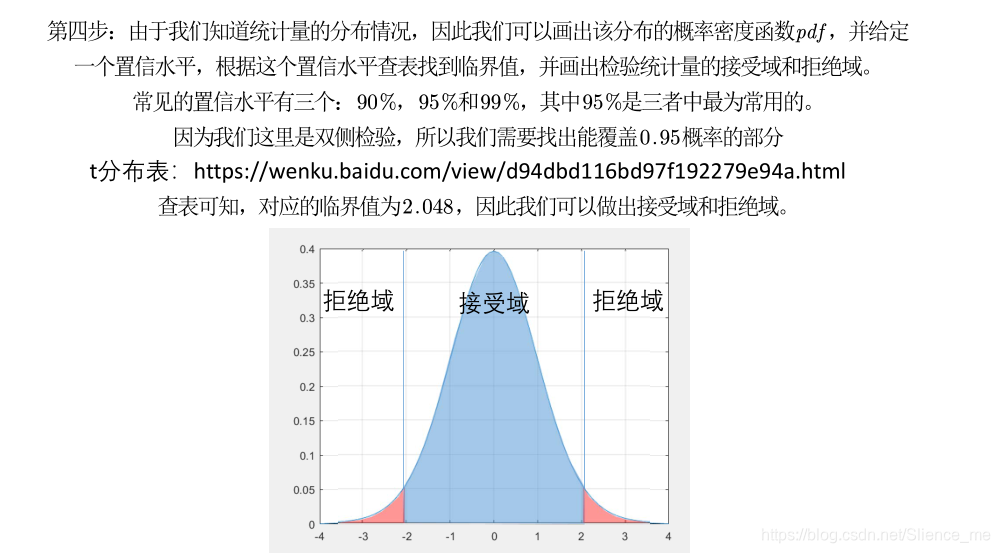 第四步：由于我们知道统计量的分布情况，因此我们可以画出该分布的概率密度函数pdf，并给定
一个置信水平，根据这个置信水平查表找到临界值，并画出检验统计量的接受域和拒绝域。
常见的置信水平有三个：90%，95%和99%，其中95%是三者中最为常用的。
因为我们这里是双侧检验，所以我们需要找出能覆盖0.95概率的部分
t分布表：https://wenku.baidu.com/view/d94dbd116bd97f192279e94a.html
查表可知，对应的临界值为2.048，因此我们可以做出接受域和拒绝域。
0.4
0.35
拒绝域 接受域 拒绝域
0.3
0.25
0.2
0.15
0.1
0.05
0
-4 -3 -2 -1 0 1 2 3 4
https://blog.csdn.net/Slience_me